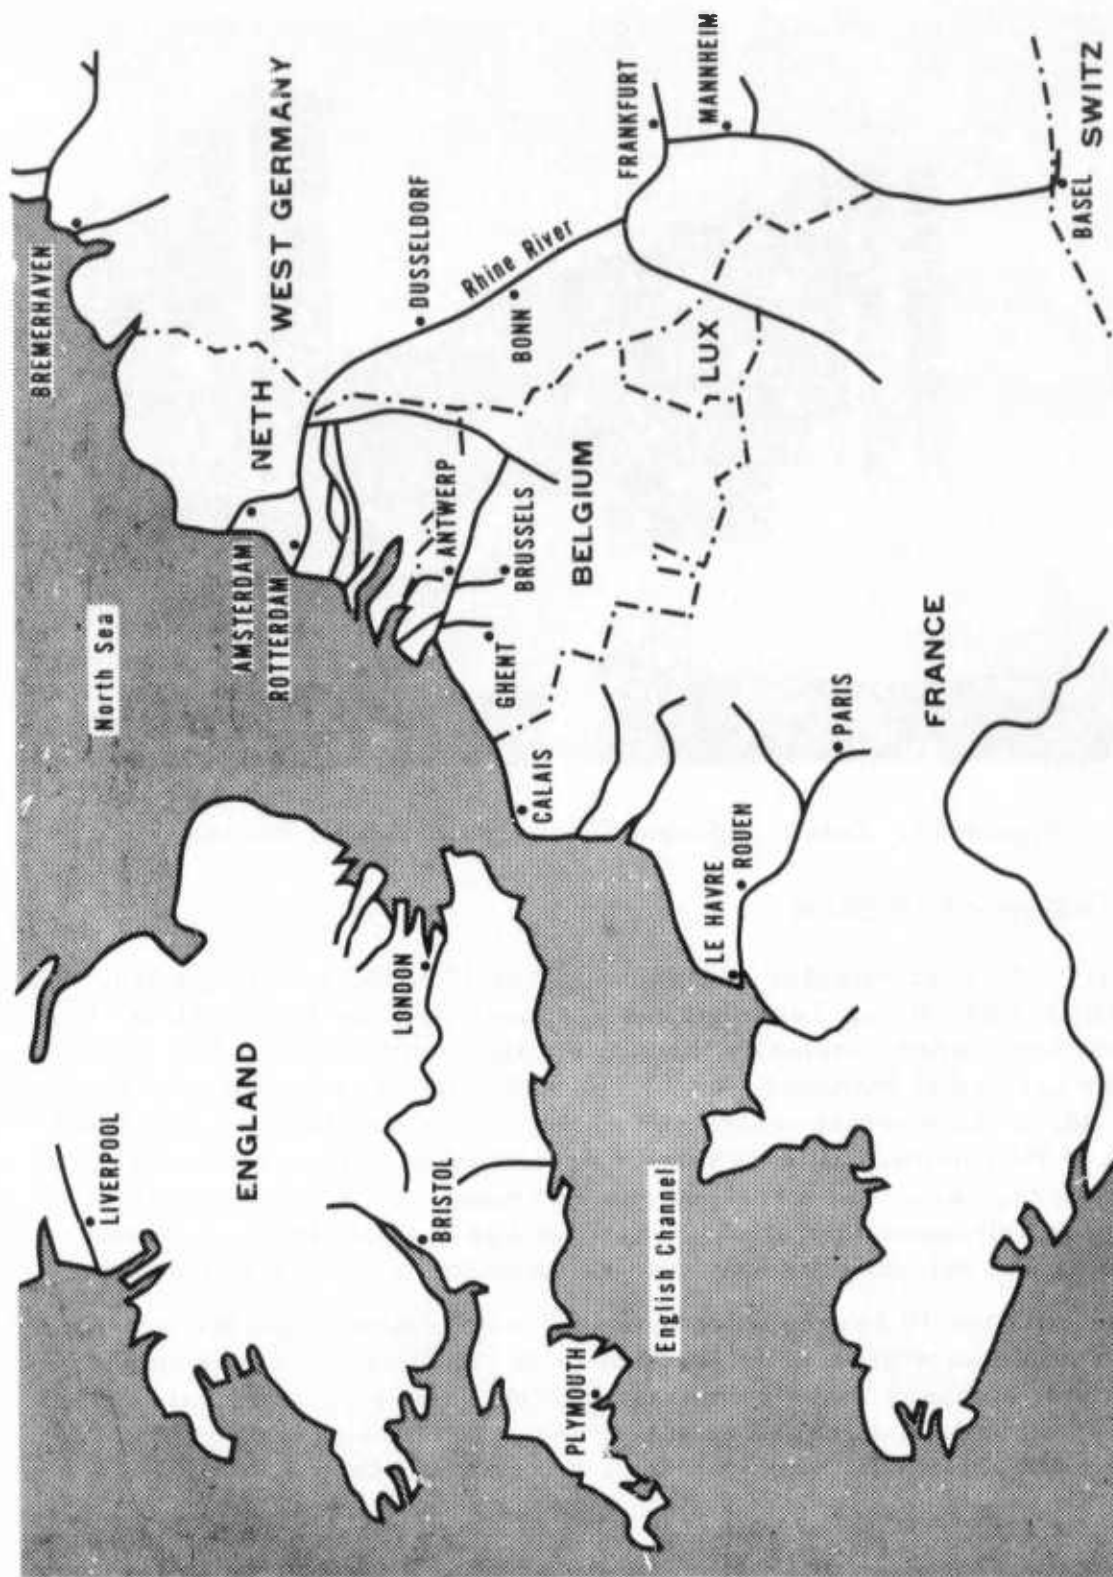 BREMERHAVEN
LIVERPOOL
North Sea
AMSTERDAM
ENGLAND
NETH
ROTTERDAM
WEST GERMANY
LONDON
DUSSELDORF
BRISTOL
ANTWERP
GHENT
Rhine River
BRUSSELS
BONN
CALAIS
PLYMOUTH
BELGIUM
FRANKFURT
English Channel
MANNHEIM
LUX
LE HAVRE
ROUEN
PARIS
FRANCE
BASEL
SWITZ